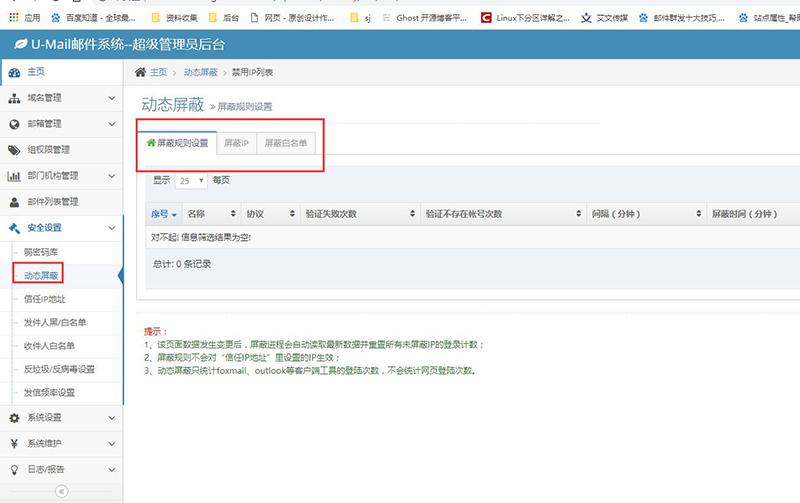 应用 百度知道 - 全球最... 资料收集 后台 网页 - 原创设计作... sj Ghost 开源博客平... Linux下分区详解之... 艾文传媒 邮件群发十大技巧,... 站点属性_帮
U-Mail邮件系统--超级管理员后台
主页
域名管理
邮箱管理
组权限管理
部门机构管理
邮件列表管理
安全设置
弱密码库
动态屏蔽
信任IP地址
发件人黑/白名单
收件人白名单
反垃圾/反病毒设置
发信频率设置
系统设置
系统维护
日志/报告
主页 > 动态屏蔽 > 禁用IP列表
动态屏蔽 » 屏蔽规则设置
屏蔽规则设置 屏蔽IP 屏蔽白名单
显示 25 每页
序号 名称 协议 验证失败次数 验证不存在帐号次数 间隔（分钟） 屏蔽时间（分钟）
对不起! 信息筛选结果为空!
总计: 0 条记录
提示：
1、该页面数据发生变更后，屏蔽进程会自动读取最新数据并重置所有未屏蔽IP的登录计数；
2、屏蔽规则不会对“信任IP地址”里设置的IP生效；
3、动态屏蔽只统计foxmail、outlook等客户端工具的登陆次数，不会统计网页登陆次数。